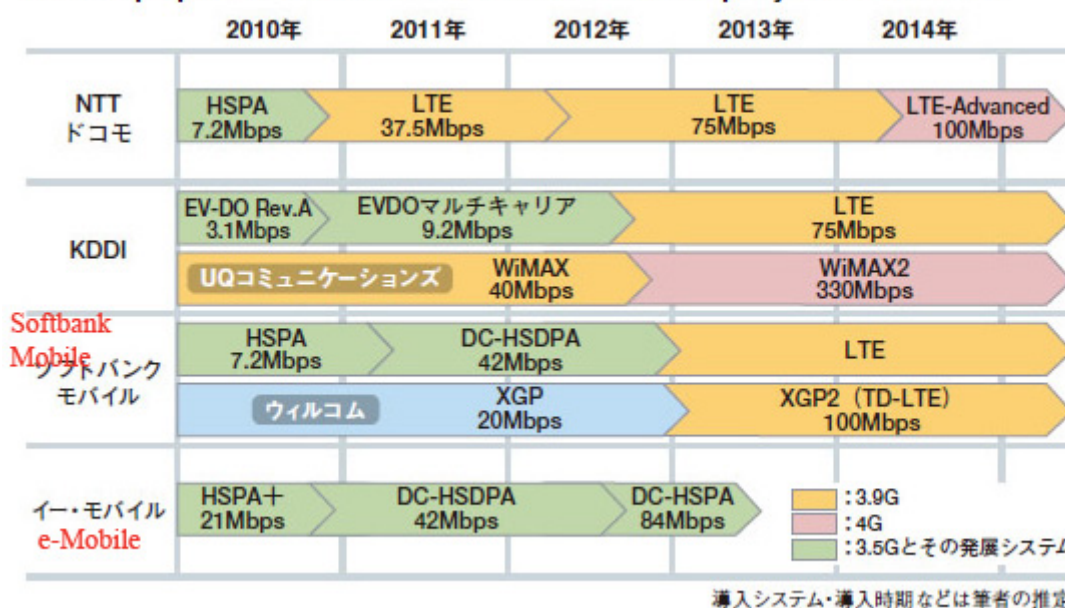 2010年 2011年 2012年 2013年 2014年
NTT
ドコモ
HSPA
7.2Mbps
LTE
37.5Mbps
LTE
75Mbps
LTE-Advanced
100Mbps
KDDI
EV-DO Rev.A
3.1Mbps
EVDOマルチキャリア
9.2Mbps
LTE
75Mbps
UQコミュニケーションズ
WiMAX
40Mbps
WiMAX2
330Mbps
Softbank
Mobile
ソフトバンク
モバイル
HSPA
7.2Mbps
DC-HSDPA
42Mbps
LTE
ウィルコム
XGP
20Mbps
XGP2（TD-LTE）
100Mbps
イー・モバイル
e-Mobile
HSPA＋
21Mbps
DC-HSDPA
42Mbps
DC-HSPA
84Mbps
：3.9G
：4G
：3.5Gとその発展システム
導入システム・導入時期などは筆者の推定